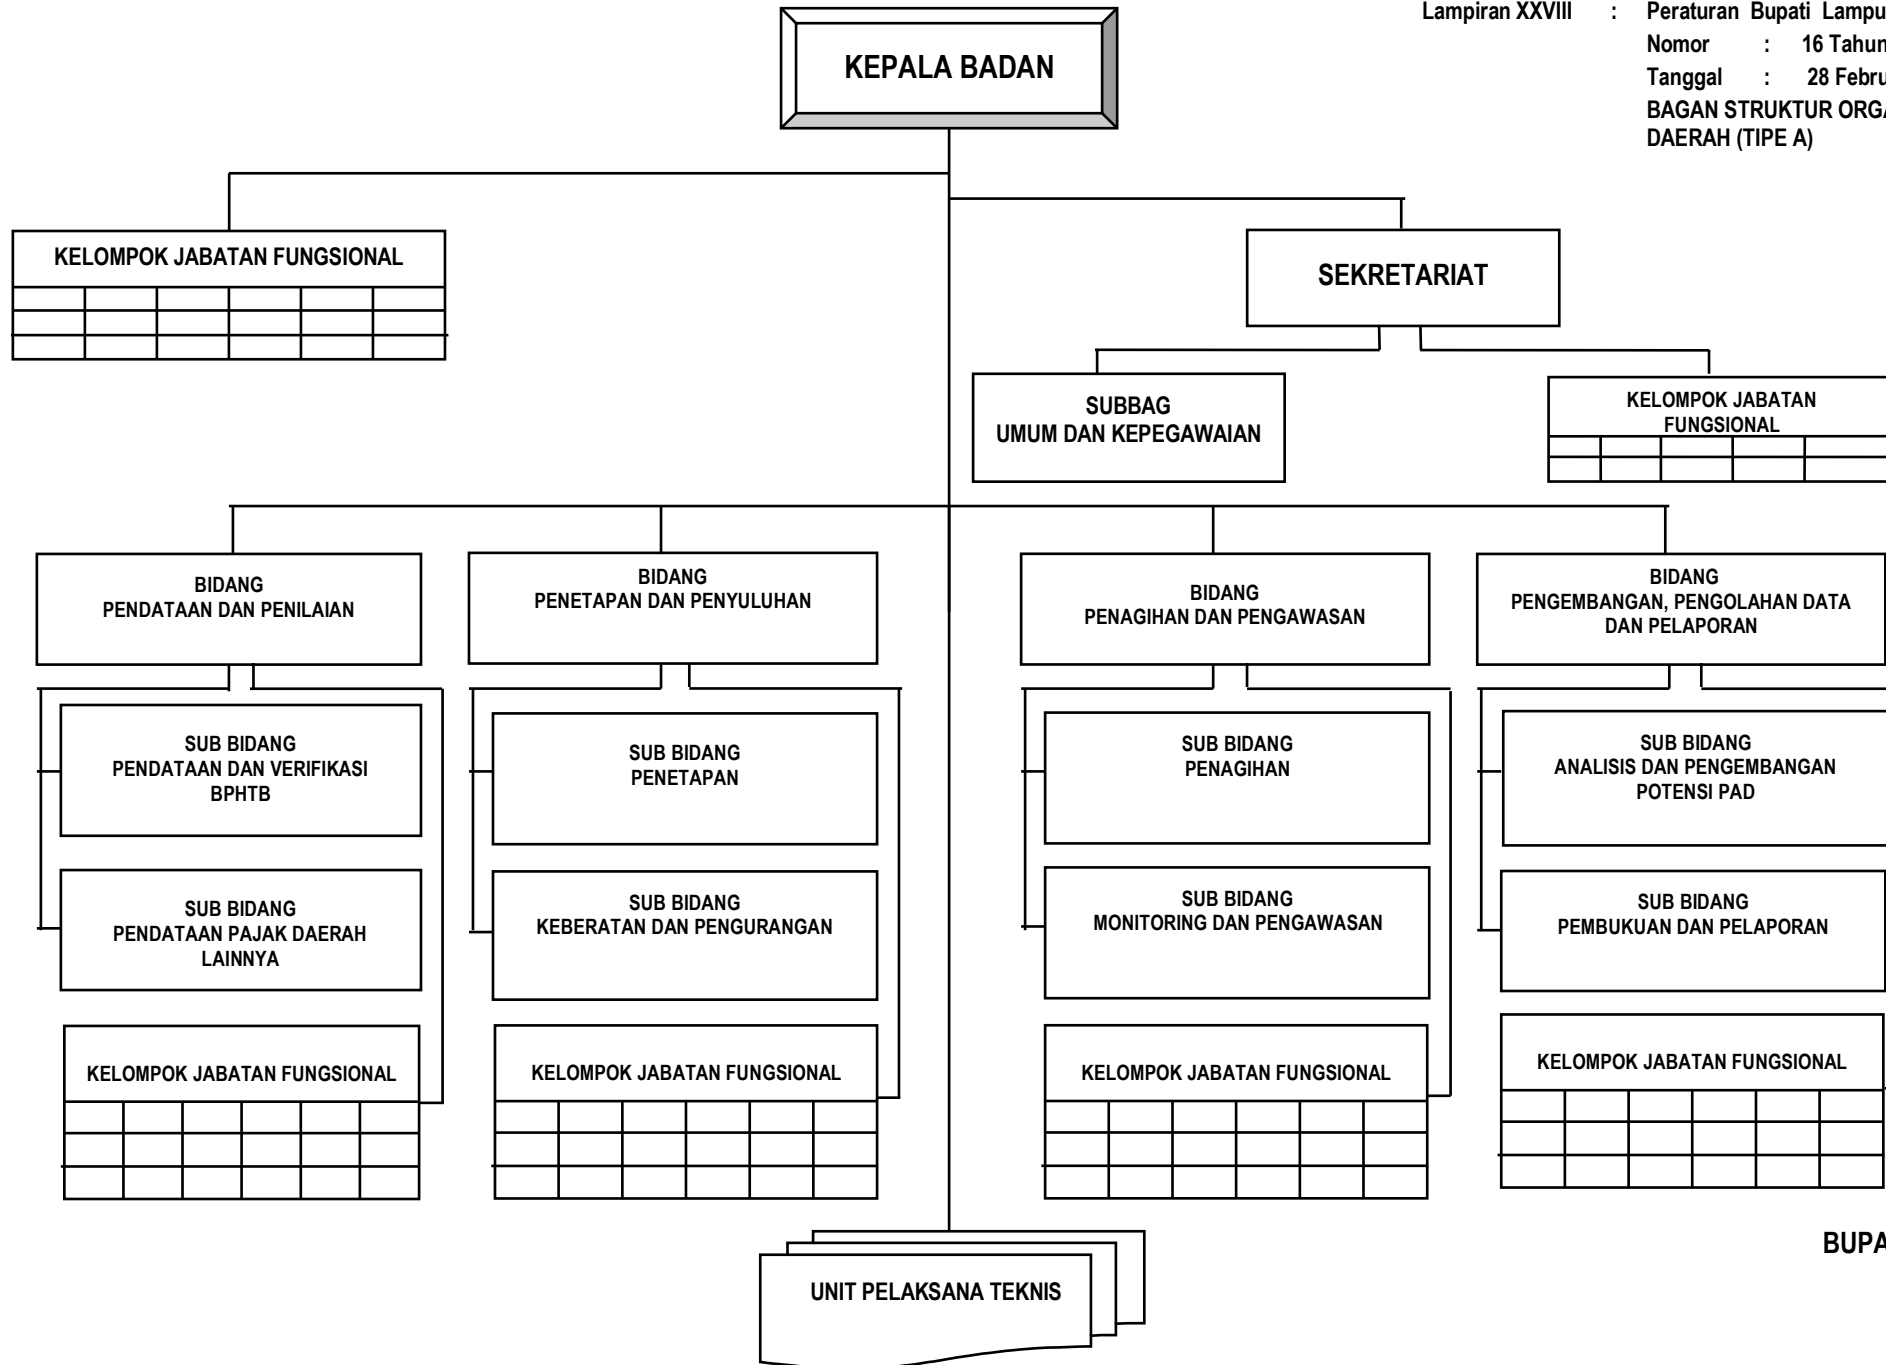 Lampiran XXVIII : Peraturan Bupati
Nomor : 16
Tanggal : 28
BAGAN STRUKTUR
DAERAH (TIPE A)
KEPALA BADAN
KELOMPOK JABATAN FUNGSIONAL
SEKRETARIAT
SUBBAG
UMUM DAN KEPEGAWAIAN
KELOMPOK JABATAN
FUNGSIONAL
BIDANG
PENDATAAN DAN PENILAIAN
BIDANG
PENETAPAN DAN PENYULUHAN
BIDANG
PENAGIHAN DAN PENGAWASAN
BIDANG
PENGEMBANGAN, PENGOLAHAN DATA
DAN PELAPORAN
SUB BIDANG
PENDATAAN DAN VERIFIKASI
BPHTB
SUB BIDANG
PENETAPAN
SUB BIDANG
PENAGIHAN
SUB BIDANG
ANALISIS DAN PENGEMBANGAN
POTENSI PAD
SUB BIDANG
PENDATAAN PAJAK DAERAH
LAINNYA
SUB BIDANG
KEBERATAN DAN PENGURANGAN
SUB BIDANG
MONITORING DAN PENGAWASAN
SUB BIDANG
PEMBUKUAN DAN PELAPORAN
KELOMPOK JABATAN FUNGSIONAL
KELOMPOK JABATAN FUNGSIONAL
KELOMPOK JABATAN FUNGSIONAL
KELOMPOK JABATAN FUNGSIONAL
UNIT PELAKSANA TEKNIS